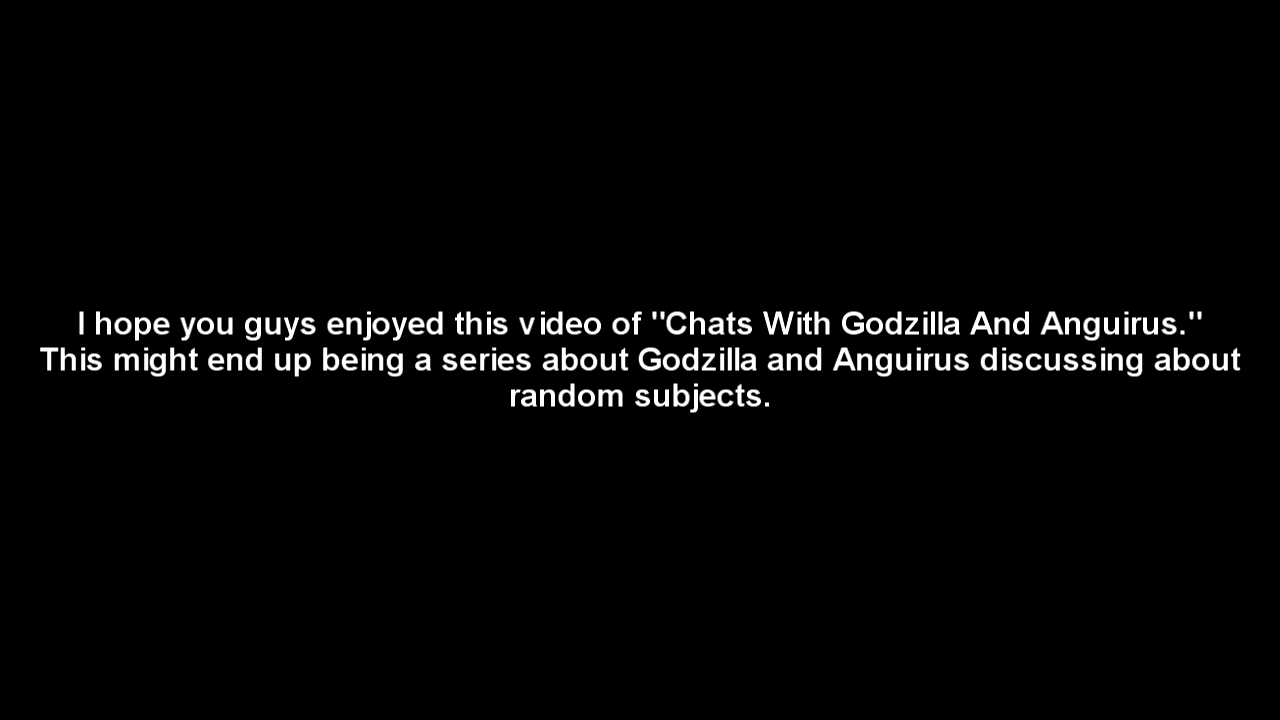 I hope you guys enjoyed this video of "Chats With Godzilla And Anguirus."
This might end up being a series about Godzilla and Anguirus discussing about
random subjects.